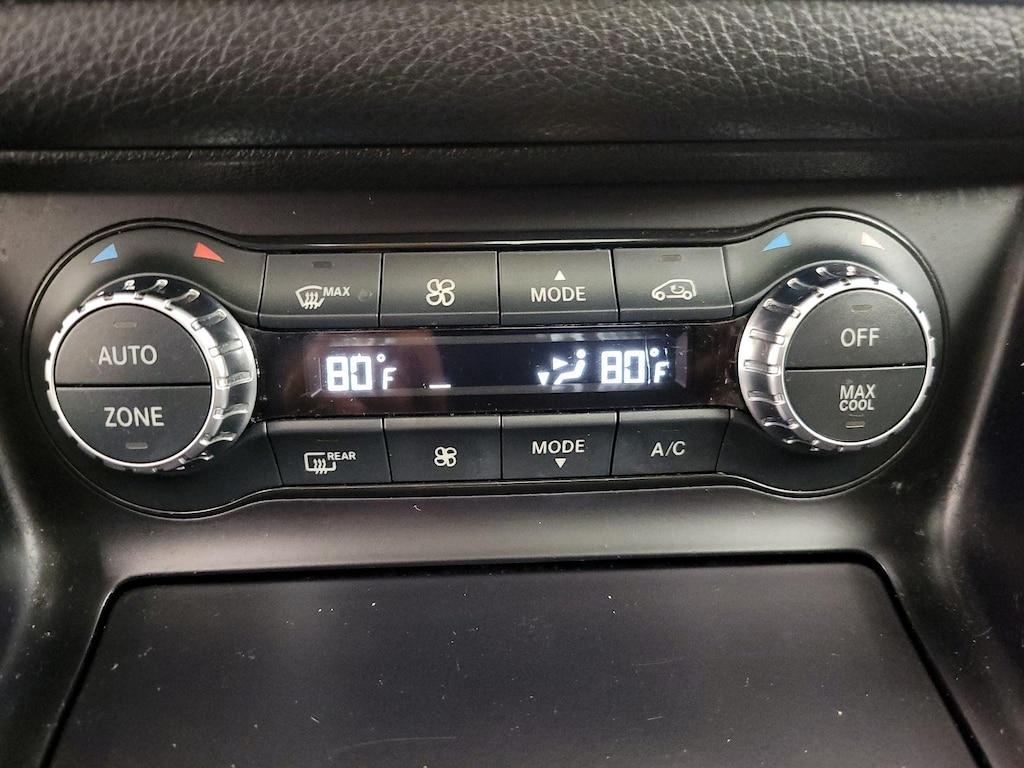 MAX
MODE
AUTO
ZONE
80°F
80°F
OFF
MAX
COOL
REAR
MODE
A/C